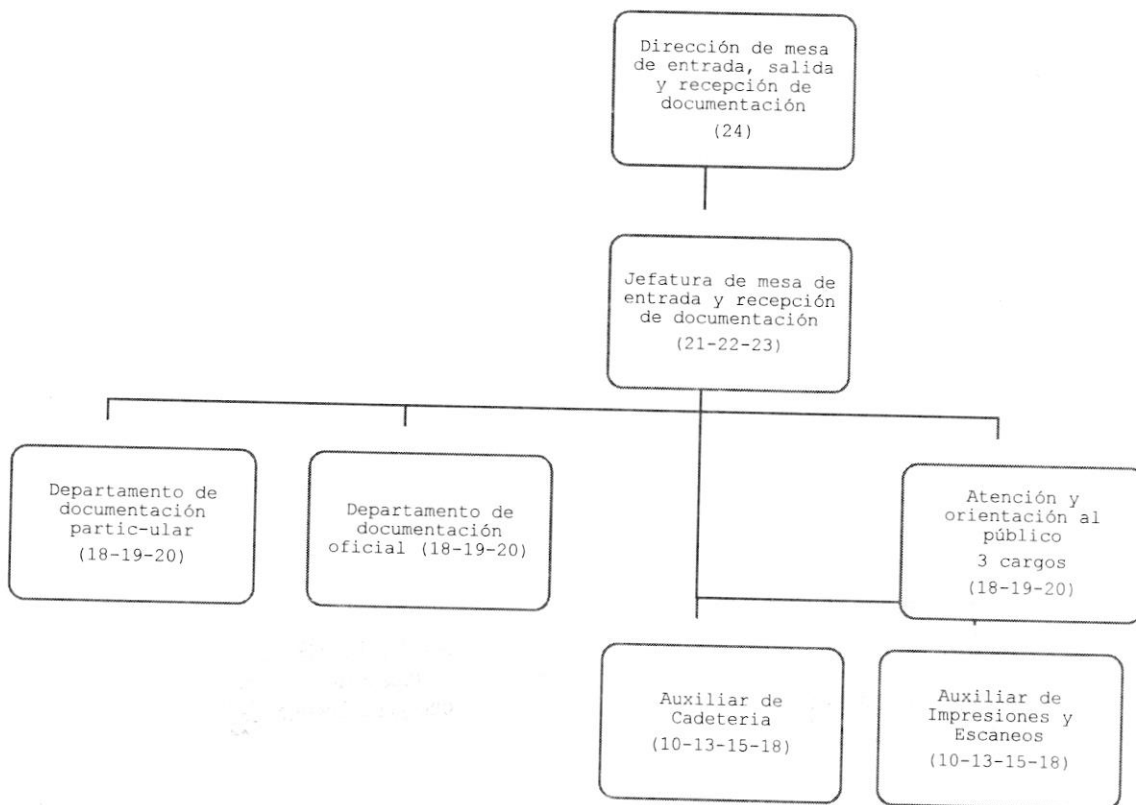 Dirección de mesa
de entrada, salida
y recepción de
documentación
(24)
Jefatura de mesa de
entrada y recepción
de documentación
(21-22-23)
Departamento de
documentación
partic-ular
(18-19-20)
Departamento de
documentación
oficial (18-19-20)
Atención y
orientación al
público
3 cargos
(18-19-20)
Auxiliar de
Cadeteria
(10-13-15-18)
Auxiliar de
Impresiones y
Escaneos
(10-13-15-18)